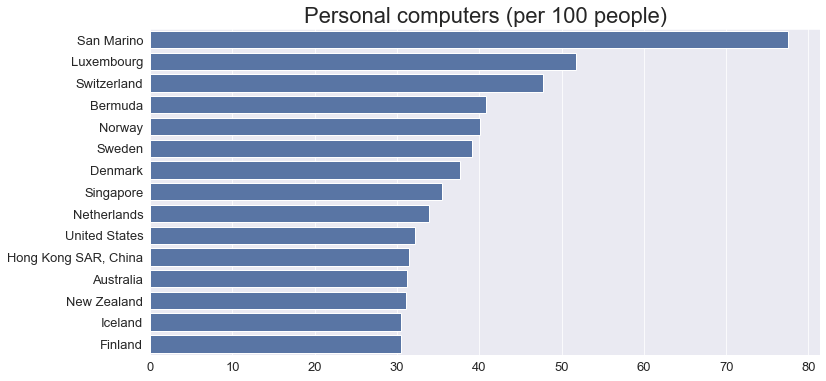 Personal computers (per 100 people)
San Marino
Luxembourg
Switzerland
Bermuda
Norway
Sweden
Denmark
Singapore
Netherlands
United States
Hong Kong SAR, China
Australia
New Zealand
Iceland
Finland
0 10 20 30 40 50 60 70 80